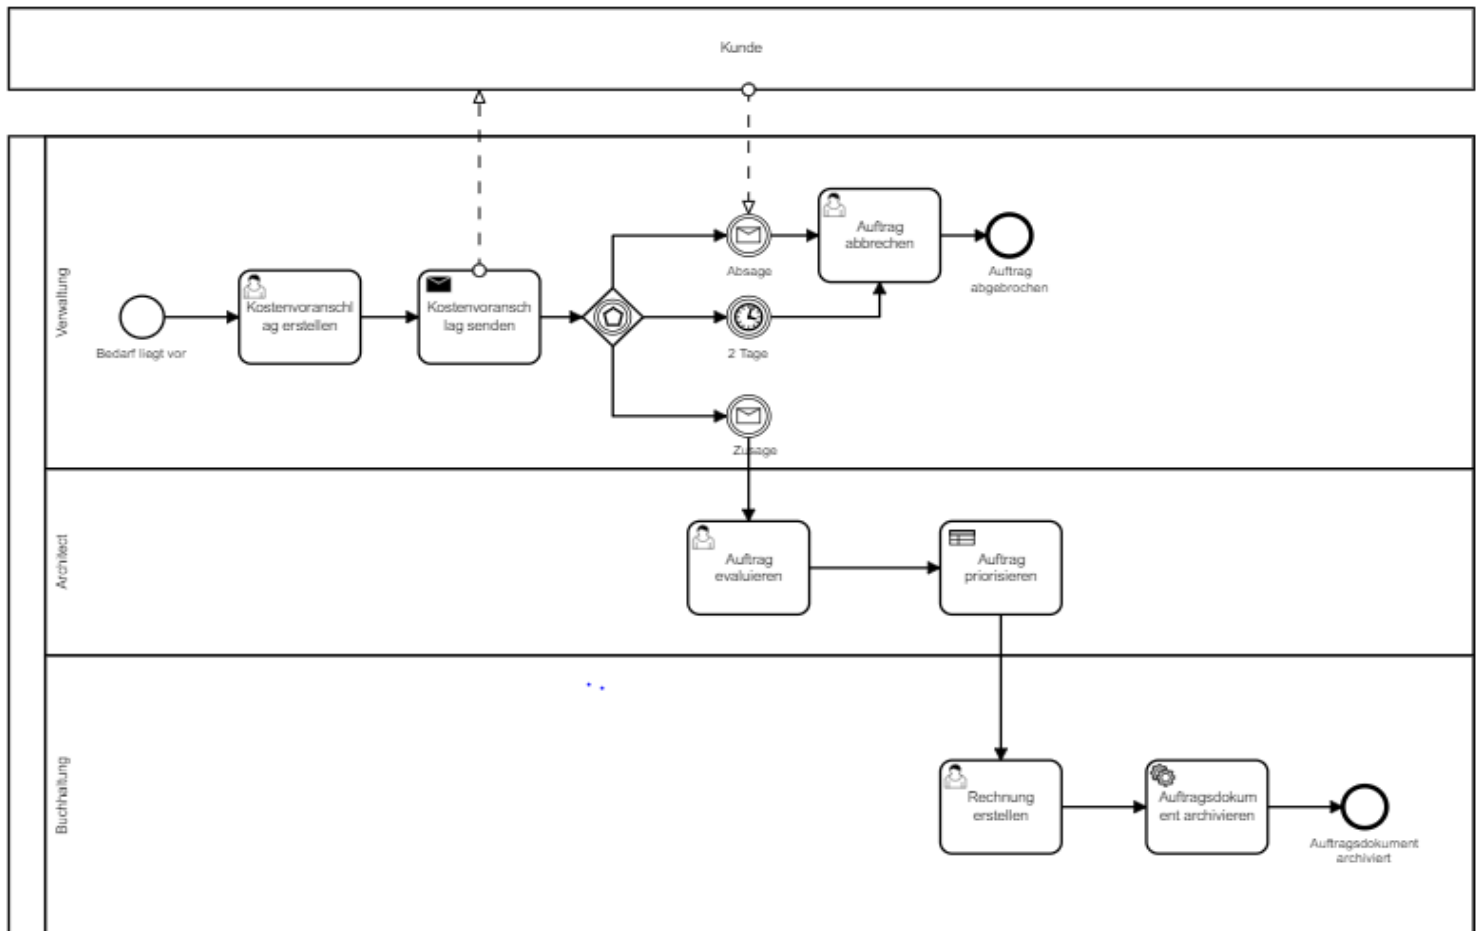 Kunde
Verwaltung
Bedarf liegt vor
Kostenvoranschl
ag erstellen
Kostenvoransch
lag senden
Absage
2 Tage
Zusage
Auftrag
abbrechen
Auftrag
abgebrochen
Architect
Auftrag
evaluieren
Auftrag
priorisieren
Buchhaltung
Rechnung
erstellen
Auftragsdokum
ent archivieren
Auftragsdokument
archiviert